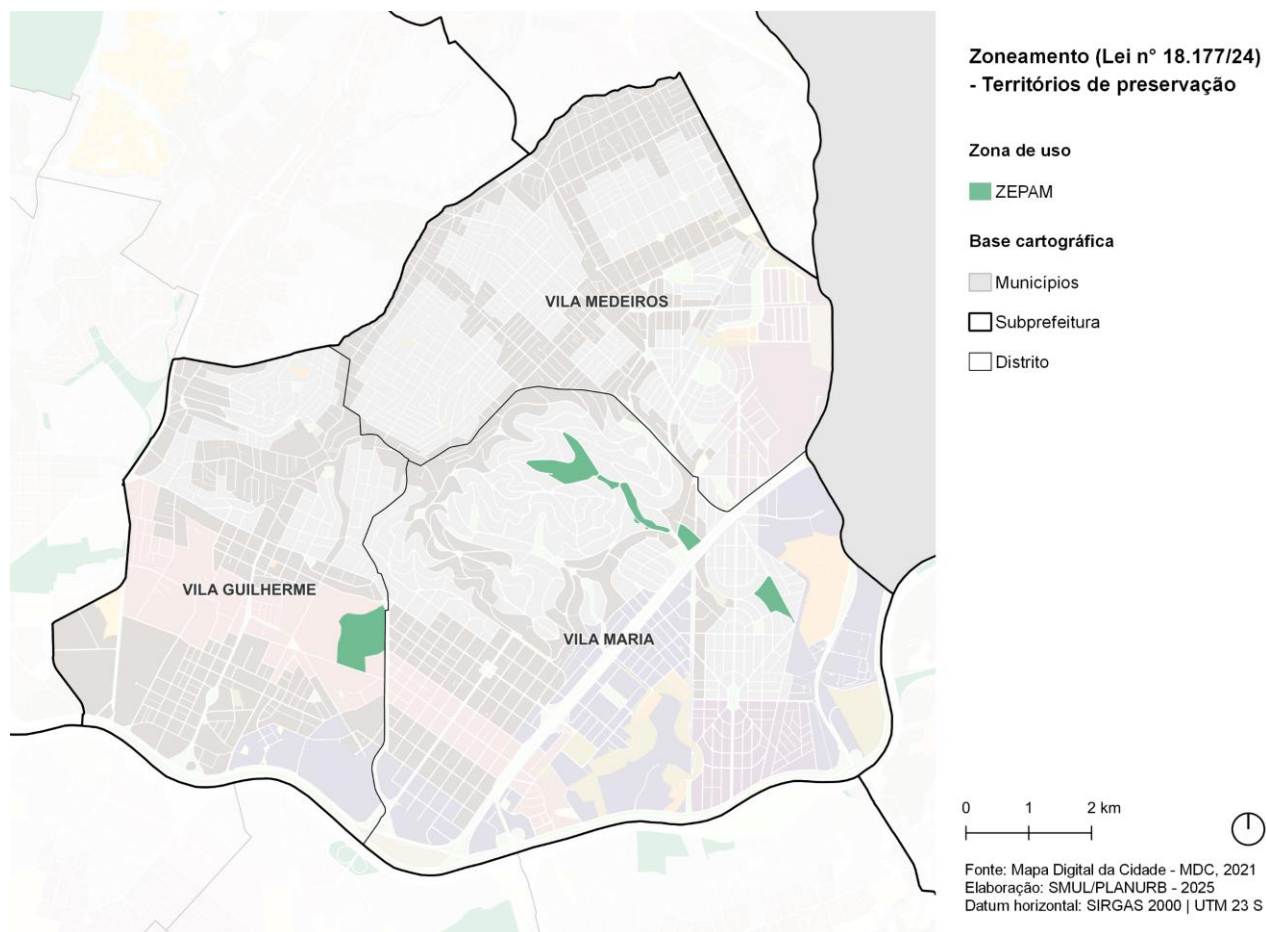 Zoneamento (Lei n° 18.177/24)
- Territórios de preservação
Zona de uso
ZEPAM
Base cartográfica
Municípios
Subprefeitura
Distrito
VILA MEDEIROS
VILA GUILHERME
VILA MARIA
0 1 2 km
Fonte: Mapa Digital da Cidade - MDC, 2021
Elaboração: SMUL/PLANURB - 2025
Datum horizontal: SIRGAS 2000 | UTM 23 S